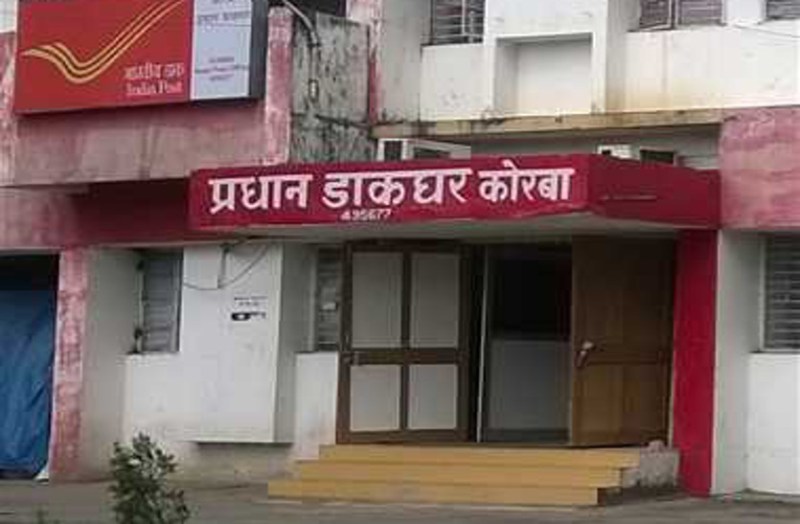 भारतीय डाक
India Post
प्रधान डाकघर कोरबा
495677